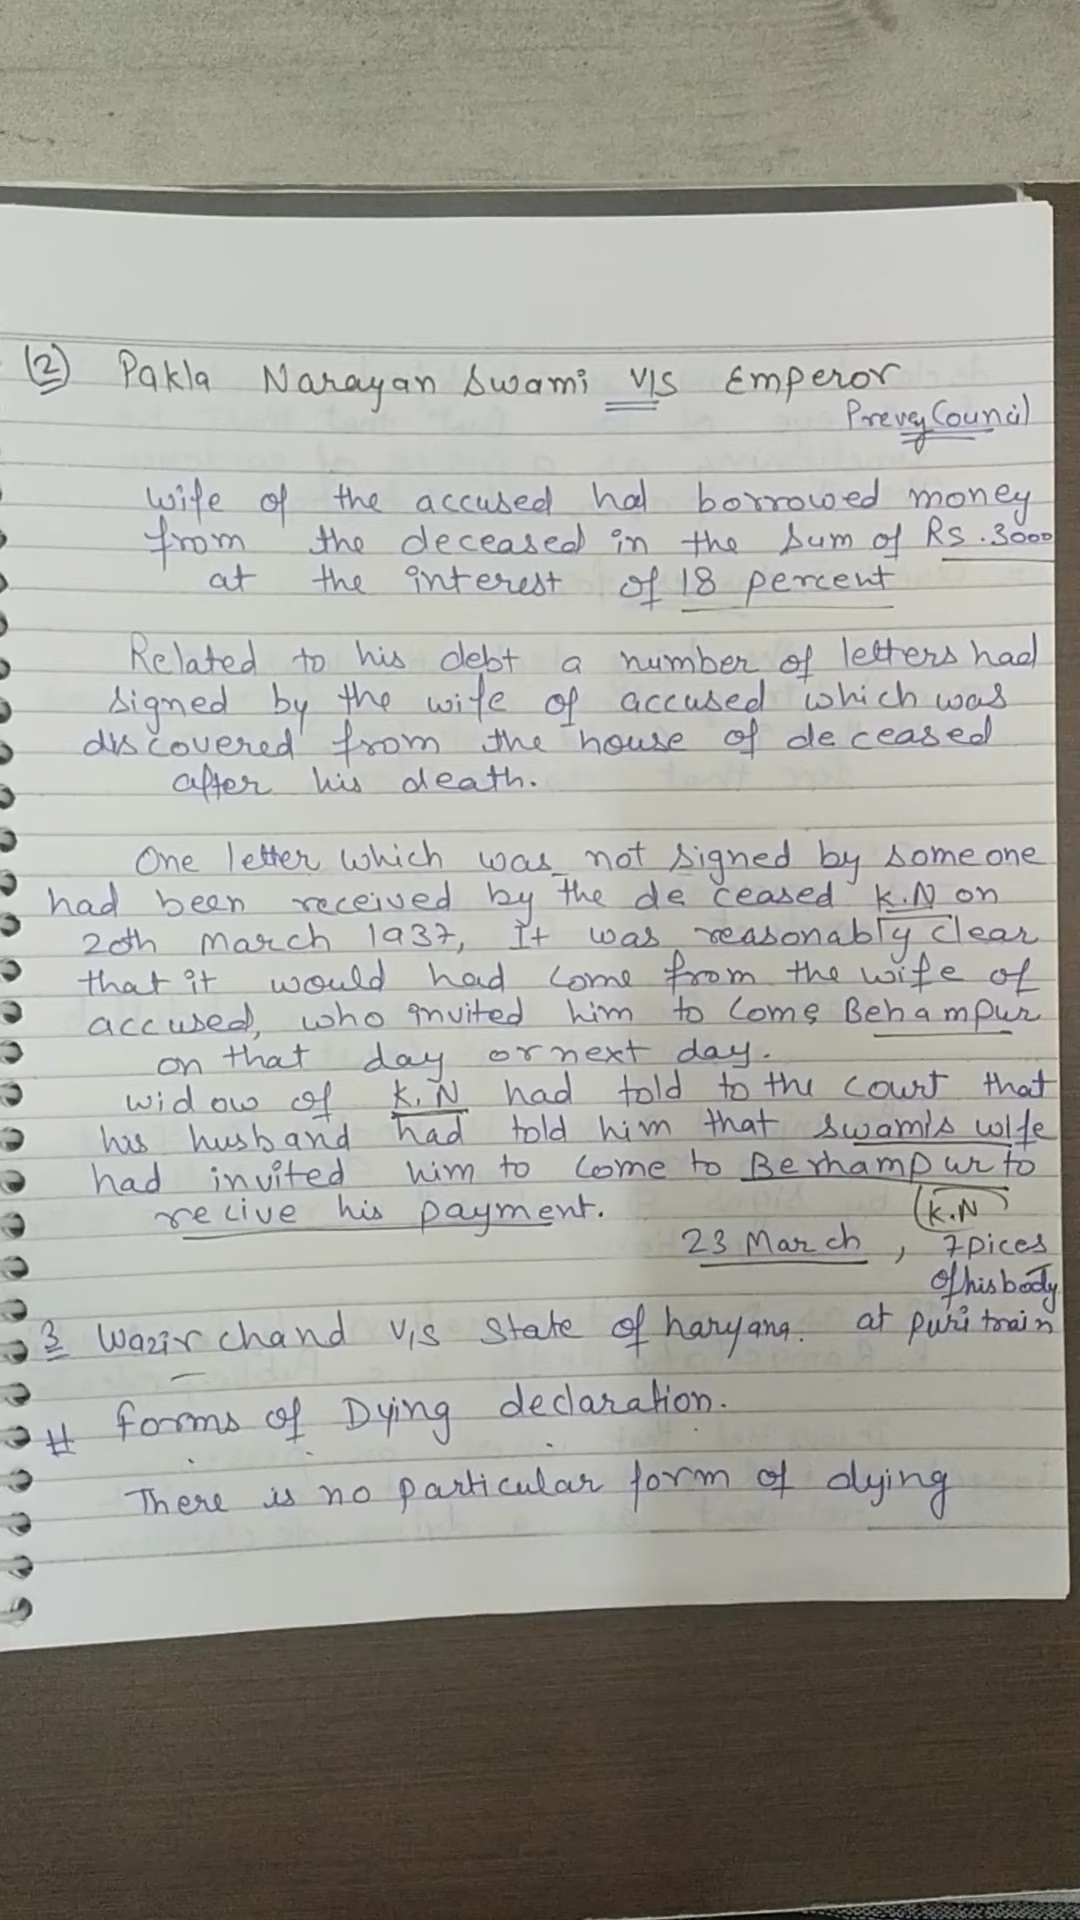 (2) Pakla Narayan Swami V/S Emperor
Prevey Council
wife of the accused had borrowed money
from the deceased in the sum of RS.3000
at the interest of 18 percent
Related to his debt a number of letters had
signed by the wife of accused which was
discovered from the house of deceased
after his death.
One letter which was not signed by someone
had been received by the deceased K.N on
20th March 1937, It was reasonably clear
that it would had come from the wife of
accused, who invited him to come Behampur
on that day or next day.
widow of K.N had told to the court that
his husband had told him that swami's wife
had invited him to come to Berhampur to
recive his payment.
(K.N)
23 March, 7 pices
of his body
at puri train
3 Wazir chand V/S State of haryana.
# forms of Dying declaration.
There is no particular form of dying